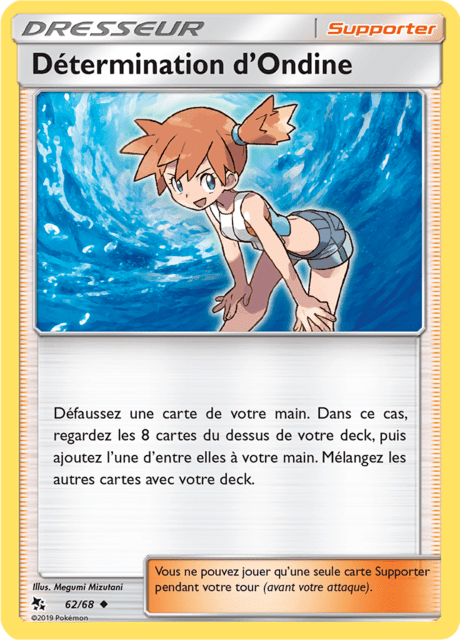 DRESSEUR
Supporter
Détermination d'Ondine
Défaussez une carte de votre main. Dans ce cas,
regardez les 8 cartes du dessus de votre deck, puis
ajoutez l'une d'entre elles à votre main. Mélangez les
autres cartes avec votre deck.
Illus. Megumi Mizutani
62/68
©2019 Pokémon
Vous ne pouvez jouer qu'une seule carte Supporter
pendant votre tour (avant votre attaque).